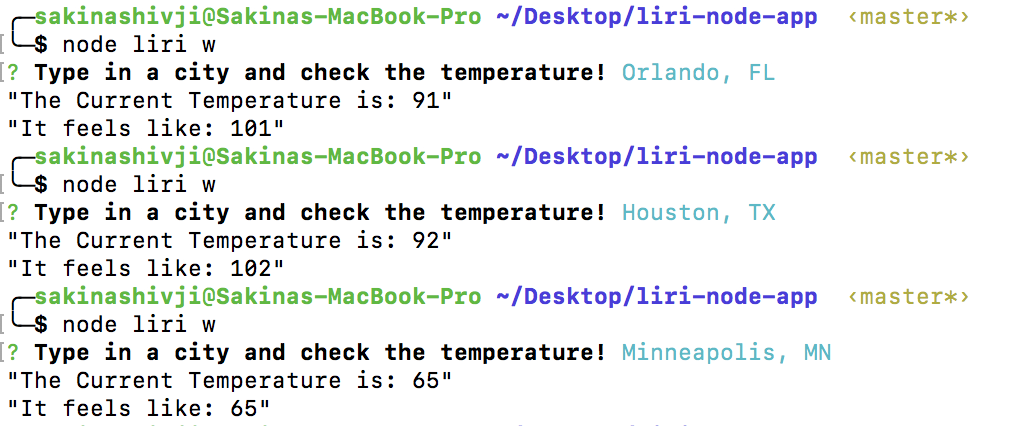 ╭─sakinashivji@Sakinas-MacBook-Pro ~/Desktop/liri-node-app ‹master*›
╰─$ node liri w
? Type in a city and check the temperature! Orlando, FL
"The Current Temperature is: 91"
"It feels like: 101"
╭─sakinashivji@Sakinas-MacBook-Pro ~/Desktop/liri-node-app ‹master*›
╰─$ node liri w
? Type in a city and check the temperature! Houston, TX
"The Current Temperature is: 92"
"It feels like: 102"
╭─sakinashivji@Sakinas-MacBook-Pro ~/Desktop/liri-node-app ‹master*›
╰─$ node liri w
? Type in a city and check the temperature! Minneapolis, MN
"The Current Temperature is: 65"
"It feels like: 65"